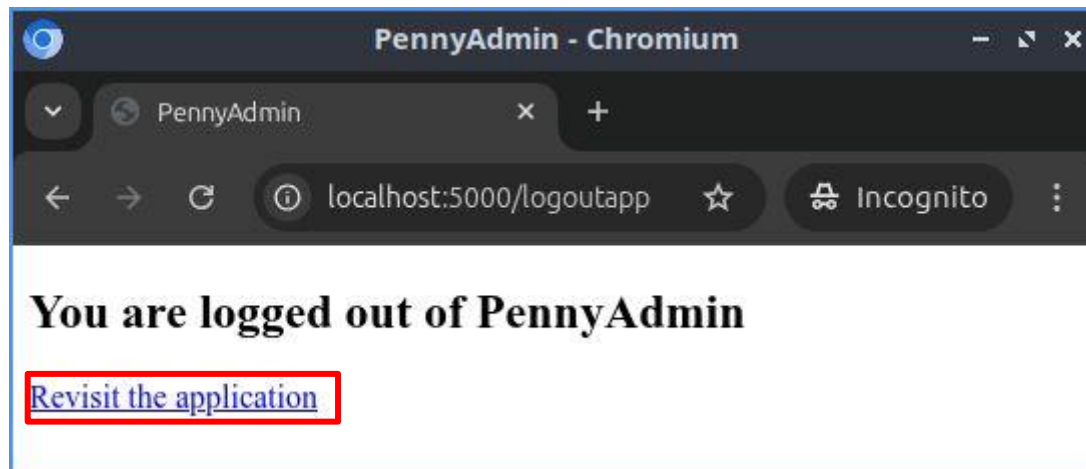 PennyAdmin - Chromium
PennyAdmin
localhost:5000/logoutapp
Incognito
You are logged out of PennyAdmin
Revisit the application